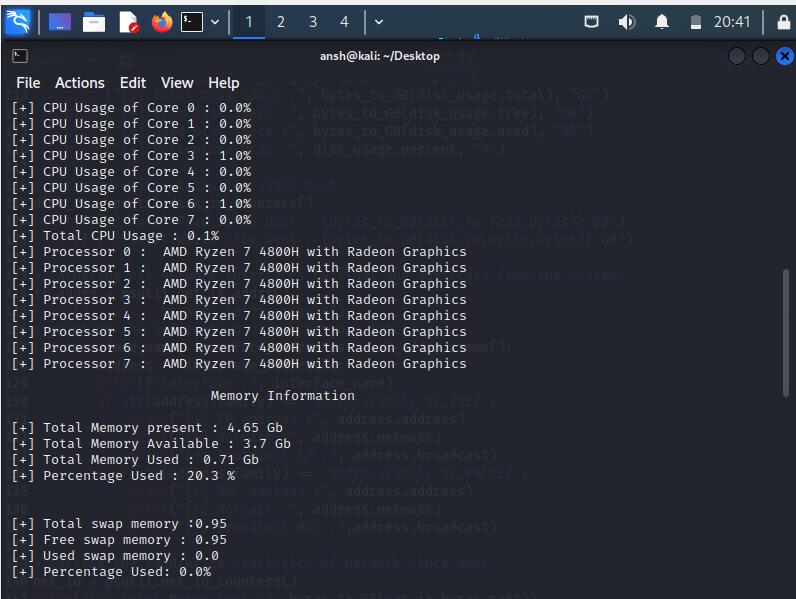 1 2 3 4 20:41
ansh@kali: ~/Desktop
File Actions Edit View Help
[+] CPU Usage of Core 0 : 0.0%
[+] CPU Usage of Core 1 : 0.0%
[+] CPU Usage of Core 2 : 0.0%
[+] CPU Usage of Core 3 : 1.0%
[+] CPU Usage of Core 4 : 0.0%
[+] CPU Usage of Core 5 : 0.0%
[+] CPU Usage of Core 6 : 1.0%
[+] CPU Usage of Core 7 : 0.0%
[+] Total CPU Usage : 0.1%
[+] Processor 0 :  AMD Ryzen 7 4800H with Radeon Graphics
[+] Processor 1 :  AMD Ryzen 7 4800H with Radeon Graphics
[+] Processor 2 :  AMD Ryzen 7 4800H with Radeon Graphics
[+] Processor 3 :  AMD Ryzen 7 4800H with Radeon Graphics
[+] Processor 4 :  AMD Ryzen 7 4800H with Radeon Graphics
[+] Processor 5 :  AMD Ryzen 7 4800H with Radeon Graphics
[+] Processor 6 :  AMD Ryzen 7 4800H with Radeon Graphics
[+] Processor 7 :  AMD Ryzen 7 4800H with Radeon Graphics
Memory Information
[+] Total Memory present : 4.65 Gb
[+] Total Memory Available : 3.7 Gb
[+] Total Memory Used : 0.71 Gb
[+] Percentage Used : 20.3 %
[+] Total swap memory :0.95
[+] Free swap memory : 0.95
[+] Used swap memory : 0.0
[+] Percentage Used: 0.0%